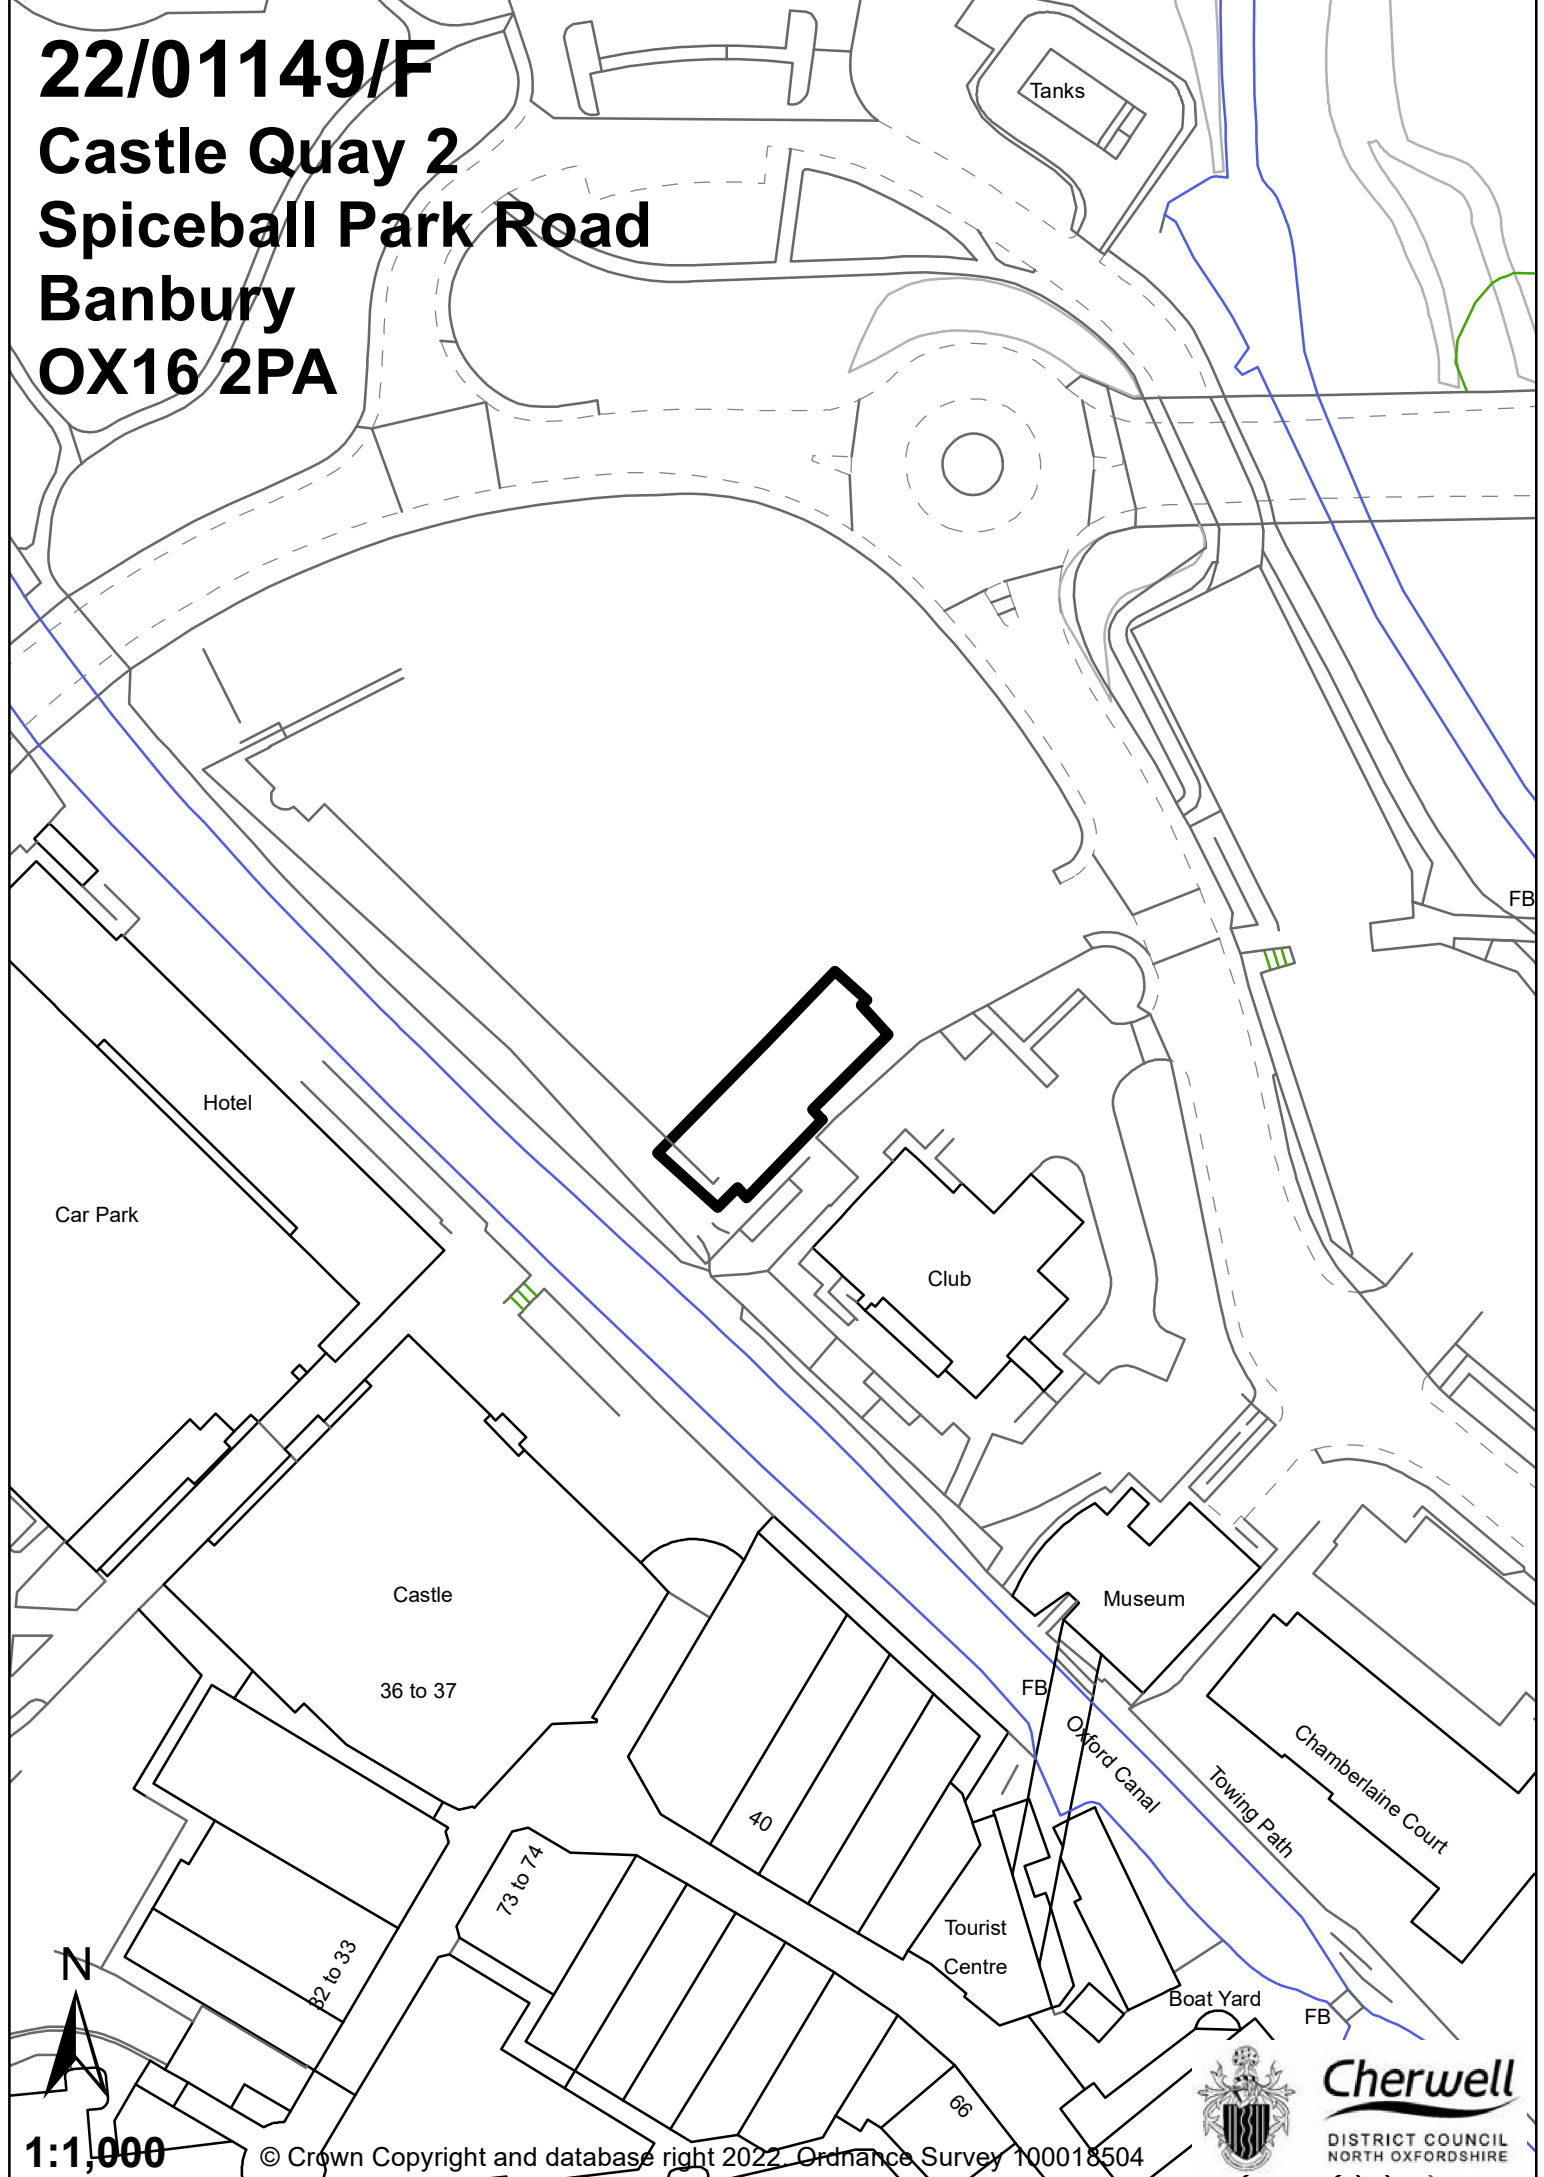 22/01149/F
Castle Quay 2
Spiceball Park Road
Banbury
OX16 2PA
Tanks
FB
Hotel
Car Park
Club
Castle
36 to 37
Museum
FB
Oxford Canal
Towing Path
Chamberlaine Court
40
73 to 74
32 to 33
Tourist
Centre
Boat Yard
FB
66
N
1:1,000
© Crown Copyright and database right 2022. Ordnance Survey 100018504
Cherwell
DISTRICT COUNCIL
NORTH OXFORDSHIRE